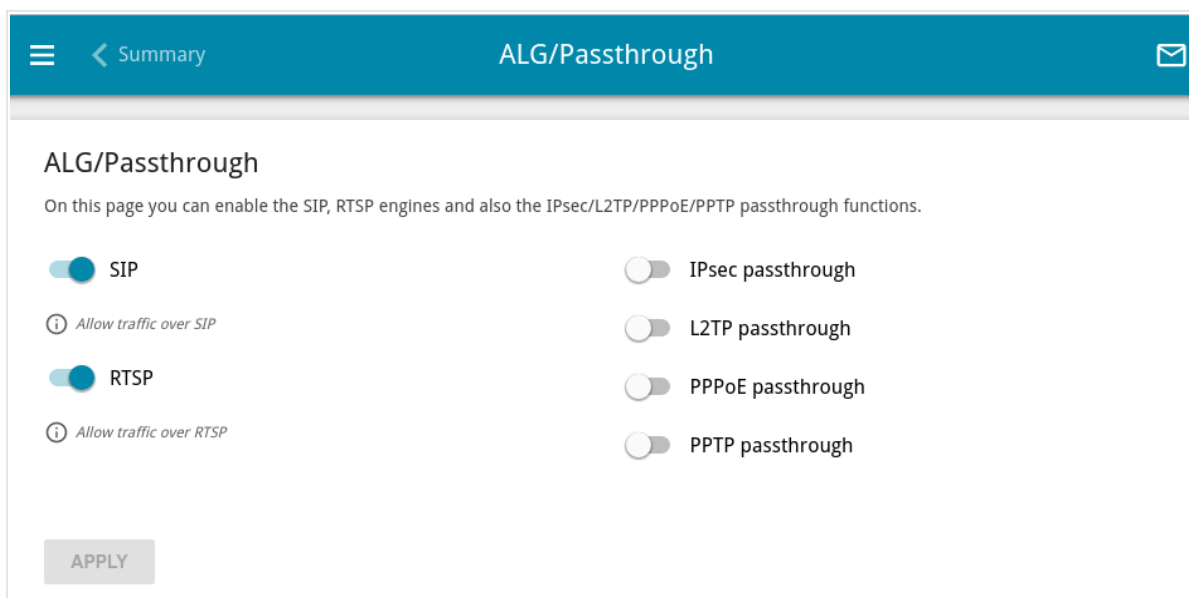 Summary
ALG/Passthrough
ALG/Passthrough
On this page you can enable the SIP, RTSP engines and also the IPsec/L2TP/PPPoE/PPTP passthrough functions.
SIP
Allow traffic over SIP
RTSP
Allow traffic over RTSP
IPsec passthrough
L2TP passthrough
PPPoE passthrough
PPTP passthrough
APPLY